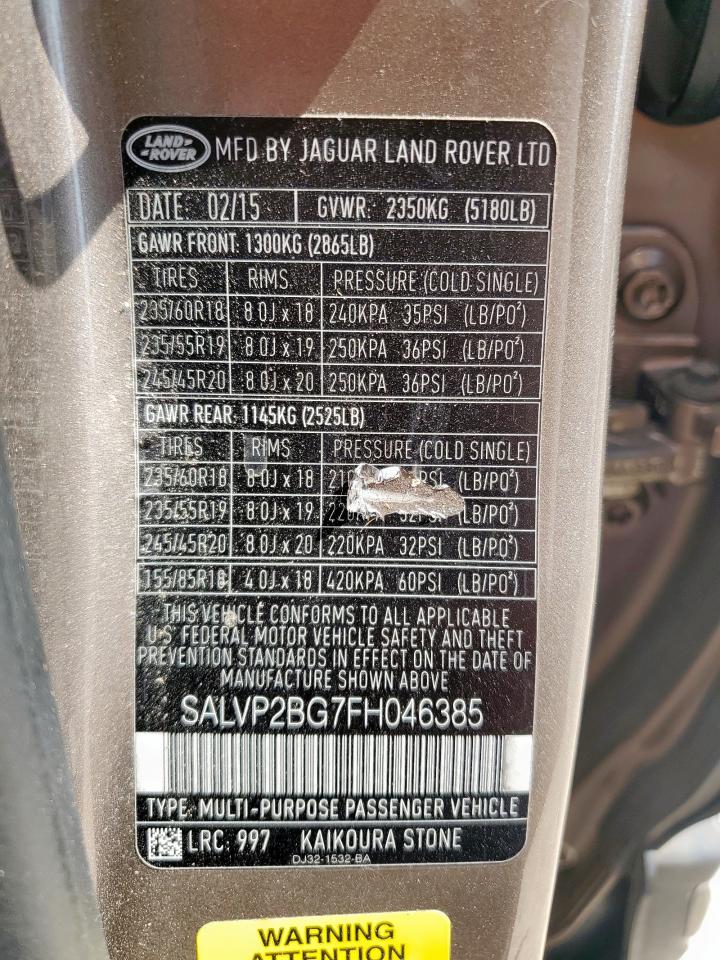 LAND-
-ROVER
MFD BY JAGUAR LAND ROVER LTD
DATE: 02/15 GVWR: 2350KG (5180LB)
GAWR FRONT: 1300KG (2865LB)
TIRES RIMS PRESSURE (COLD SINGLE)
235/60R18 8.0J x 18 240KPA 35PSI (LB/PO²)
235/55R19 8.0J x 19 250KPA 36PSI (LB/PO²)
245/45R20 8.0J x 20 250KPA 36PSI (LB/PO²)
GAWR REAR: 1145KG (2525LB)
TIRES RIMS PRESSURE (COLD SINGLE)
235/60R18 8.0J x 18 (LB/PO²)
235/55R19 8.0J x 19 220KPA 32PSI (LB/PO²)
245/45R20 8.0J x 20 220KPA 32PSI (LB/PO²)
155/85R18 4.0J x 18 420KPA 60PSI (LB/PO²)
THIS VEHICLE CONFORMS TO ALL APPLICABLE
U.S. FEDERAL MOTOR VEHICLE SAFETY AND THEFT
PREVENTION STANDARDS IN EFFECT ON THE DATE OF
MANUFACTURE SHOWN ABOVE
SALVP2BG7FH046385
TYPE: MULTI-PURPOSE PASSENGER VEHICLE
LRC: 997 KAIKOURA STONE
DJ32-1532-BA
WARNING
ATTENTION